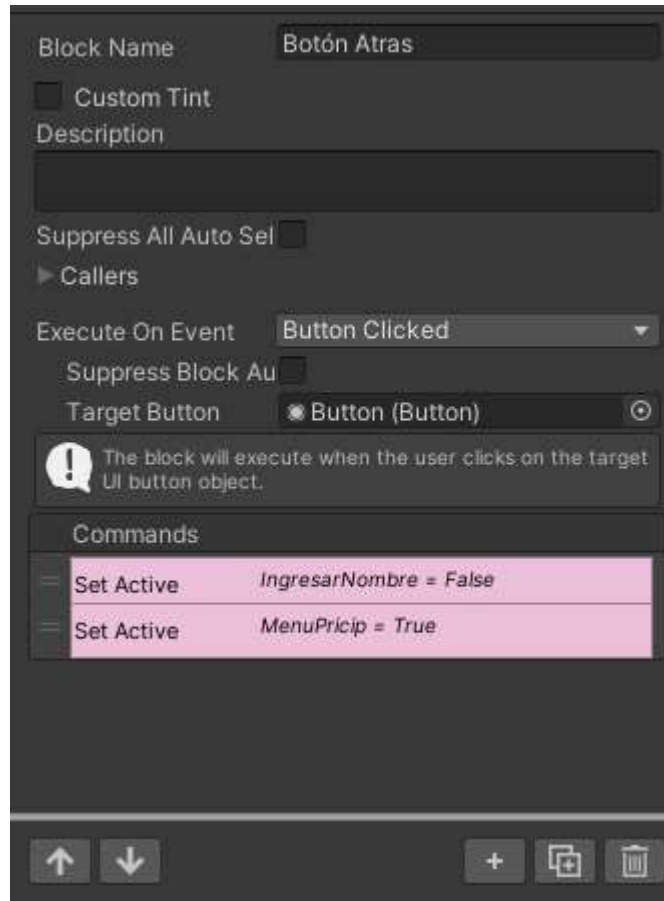 Block Name Botón Atras
Custom Tint
Description
Suppress All Auto Sel
Callers
Execute On Event Button Clicked
Suppress Block Au
Target Button Button (Button)
The block will execute when the user clicks on the target
UI button object.
Commands
Set Active IngresarNombre = False
Set Active MenuPricip = True